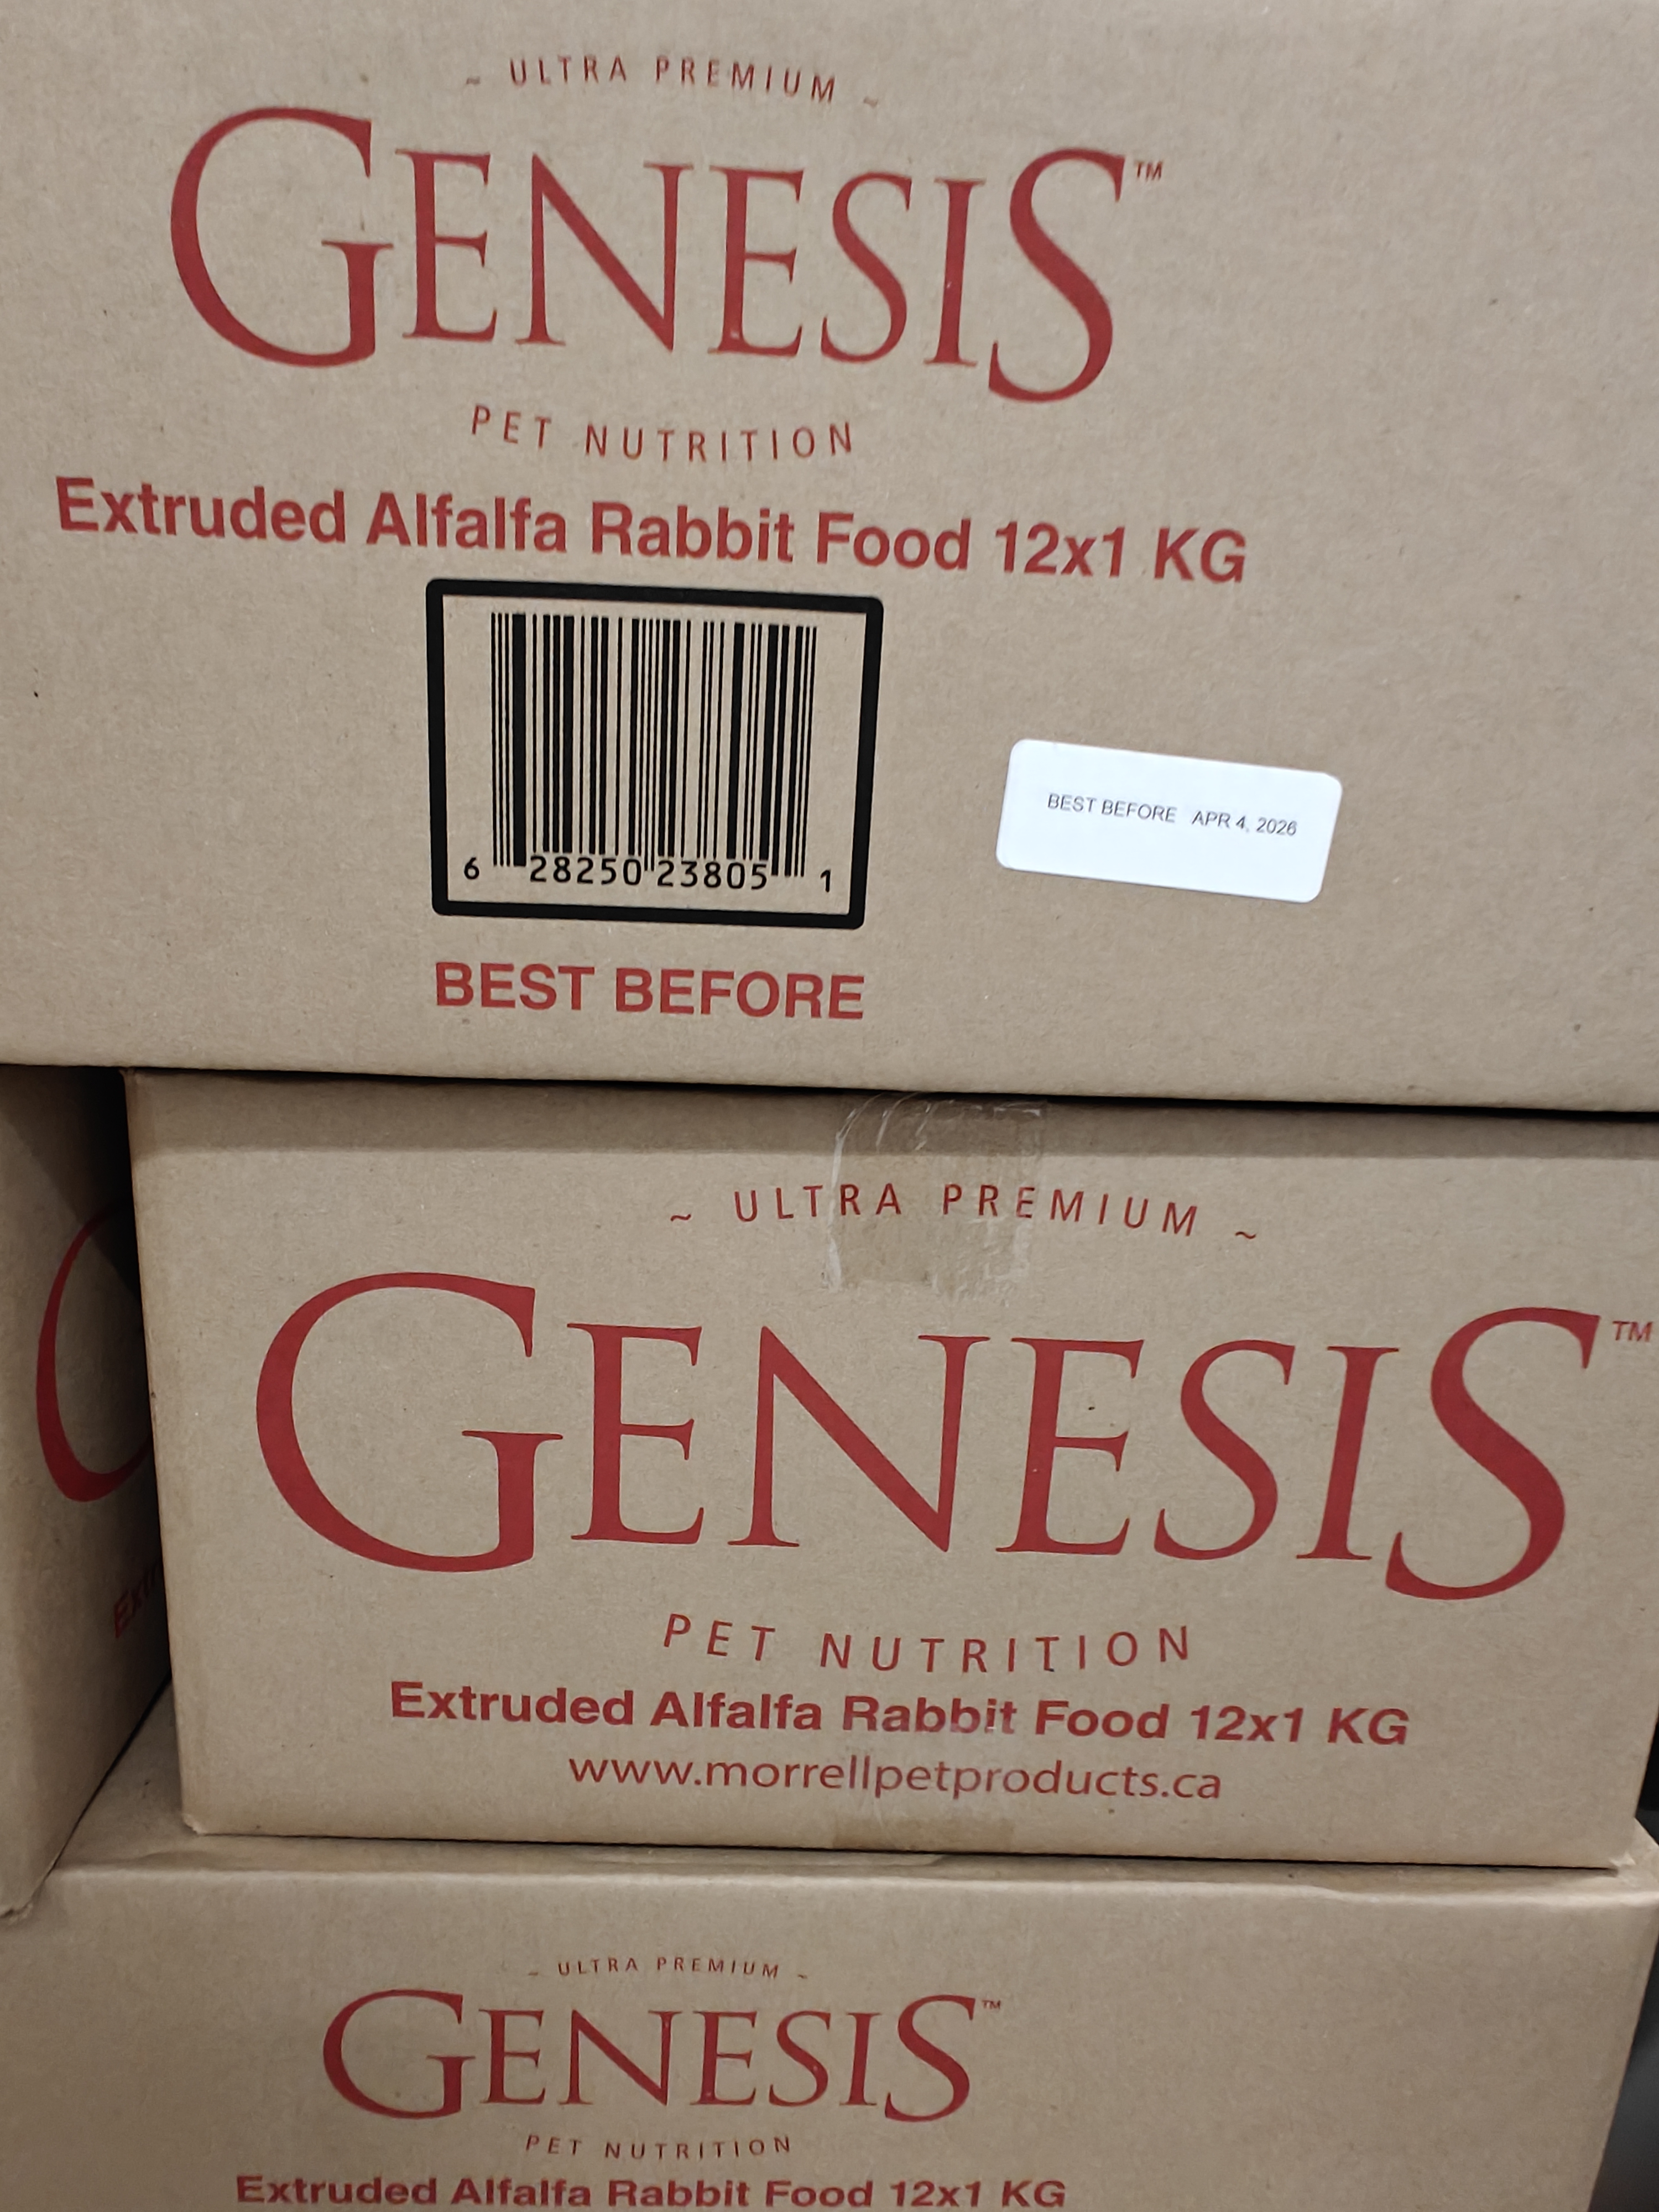 ~ ULTRA PREMIUM ~
GENESIS™
PET NUTRITION
Extruded Alfalfa Rabbit Food 12x1 KG
6 28250 23805 1
BEST BEFORE APR 4, 2026
BEST BEFORE
~ ULTRA PREMIUM ~
GENESIS™
PET NUTRITION
Extruded Alfalfa Rabbit Food 12x1 KG
www.morrellpetproducts.ca
~ ULTRA PREMIUM ~
GENESIS™
PET NUTRITION
Extruded Alfalfa Rabbit Food 12x1 KG